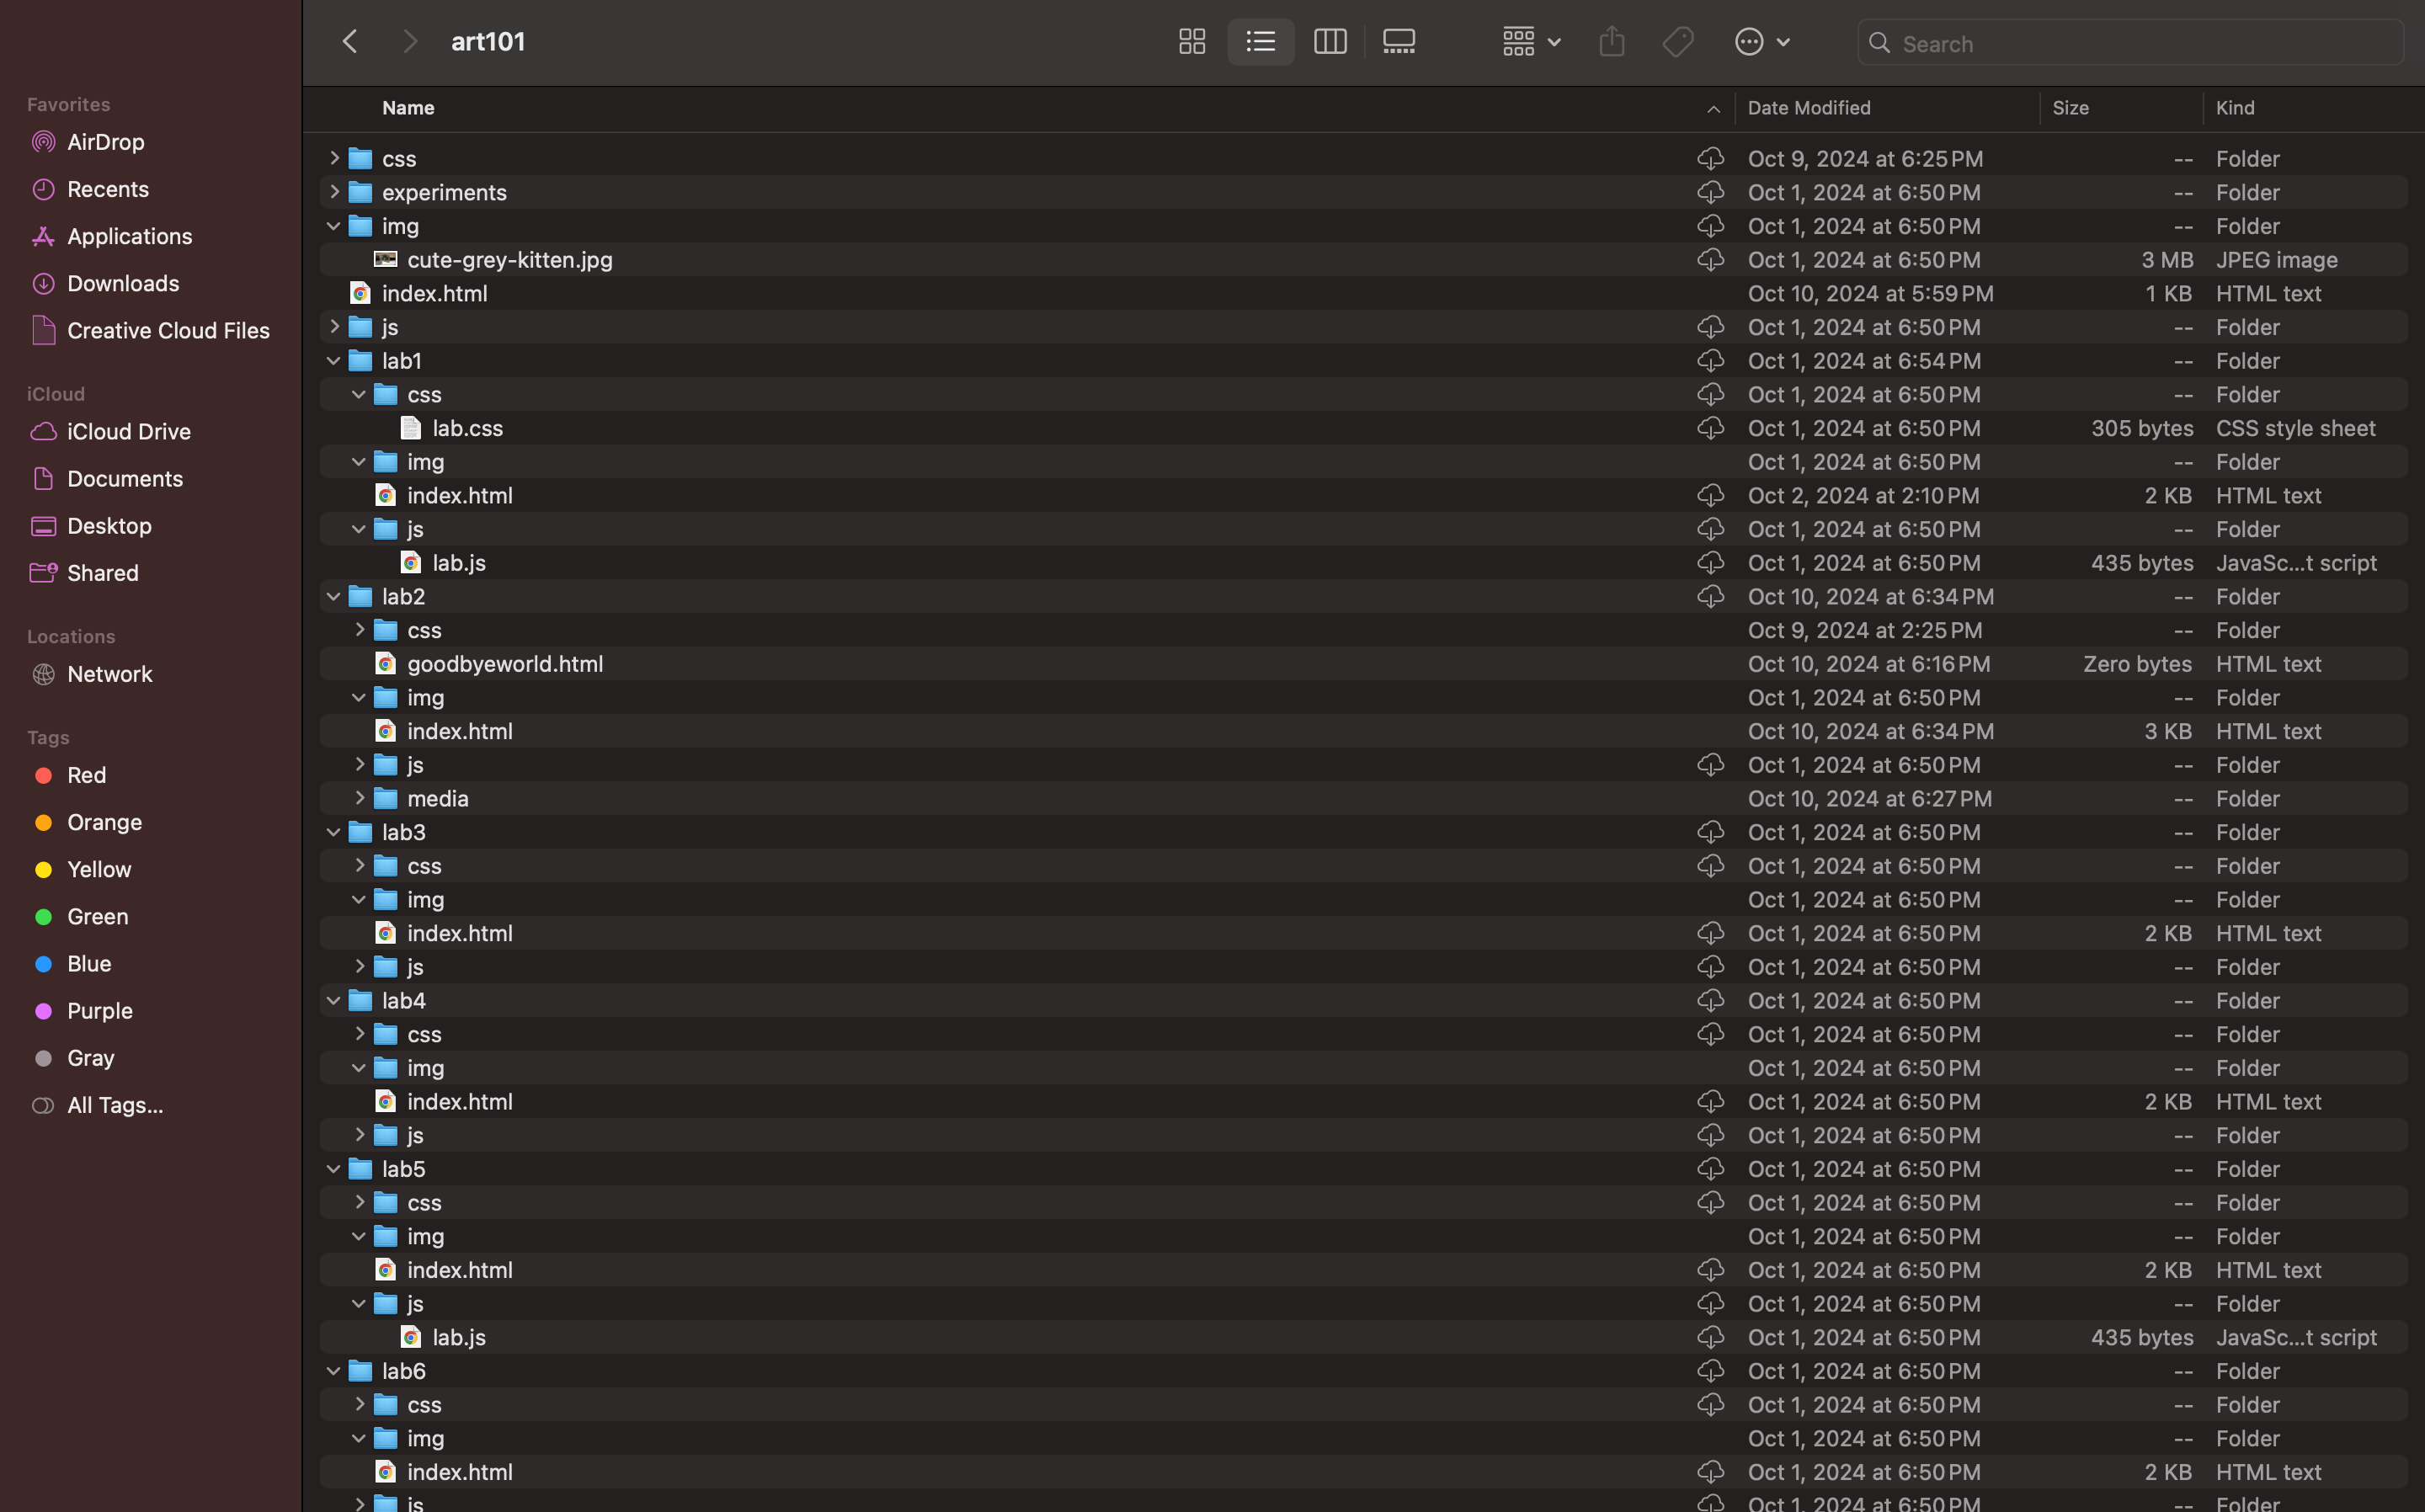 art101
Search
Favorites
AirDrop
Recents
Applications
Downloads
Creative Cloud Files
iCloud
iCloud Drive
Documents
Desktop
Shared
Locations
Network
Tags
Red
Orange
Yellow
Green
Blue
Purple
Gray
All Tags...
Name Date Modified Size Kind
css Oct 9, 2024 at 6:25 PM -- Folder
experiments Oct 1, 2024 at 6:50 PM -- Folder
img Oct 1, 2024 at 6:50 PM -- Folder
cute-grey-kitten.jpg Oct 1, 2024 at 6:50 PM 3 MB JPEG image
index.html Oct 10, 2024 at 5:59 PM 1 KB HTML text
js Oct 1, 2024 at 6:50 PM -- Folder
lab1 Oct 1, 2024 at 6:54 PM -- Folder
css Oct 1, 2024 at 6:50 PM -- Folder
lab.css Oct 1, 2024 at 6:50 PM 305 bytes CSS style sheet
img Oct 1, 2024 at 6:50 PM -- Folder
index.html Oct 2, 2024 at 2:10 PM 2 KB HTML text
js Oct 1, 2024 at 6:50 PM -- Folder
lab.js Oct 1, 2024 at 6:50 PM 435 bytes JavaSc...t script
lab2 Oct 10, 2024 at 6:34 PM -- Folder
css Oct 9, 2024 at 2:25 PM -- Folder
goodbyeworld.html Oct 10, 2024 at 6:16 PM Zero bytes HTML text
img Oct 1, 2024 at 6:50 PM -- Folder
index.html Oct 10, 2024 at 6:34 PM 3 KB HTML text
js Oct 1, 2024 at 6:50 PM -- Folder
media Oct 10, 2024 at 6:27 PM -- Folder
lab3 Oct 1, 2024 at 6:50 PM -- Folder
css Oct 1, 2024 at 6:50 PM -- Folder
img Oct 1, 2024 at 6:50 PM -- Folder
index.html Oct 1, 2024 at 6:50 PM 2 KB HTML text
js Oct 1, 2024 at 6:50 PM -- Folder
lab4 Oct 1, 2024 at 6:50 PM -- Folder
css Oct 1, 2024 at 6:50 PM -- Folder
img Oct 1, 2024 at 6:50 PM -- Folder
index.html Oct 1, 2024 at 6:50 PM 2 KB HTML text
js Oct 1, 2024 at 6:50 PM -- Folder
lab5 Oct 1, 2024 at 6:50 PM -- Folder
css Oct 1, 2024 at 6:50 PM -- Folder
img Oct 1, 2024 at 6:50 PM -- Folder
index.html Oct 1, 2024 at 6:50 PM 2 KB HTML text
js Oct 1, 2024 at 6:50 PM -- Folder
lab.js Oct 1, 2024 at 6:50 PM 435 bytes JavaSc...t script
lab6 Oct 1, 2024 at 6:50 PM -- Folder
css Oct 1, 2024 at 6:50 PM -- Folder
img Oct 1, 2024 at 6:50 PM -- Folder
index.html Oct 1, 2024 at 6:50 PM 2 KB HTML text
js Oct 1, 2024 at 6:50 PM -- Folder